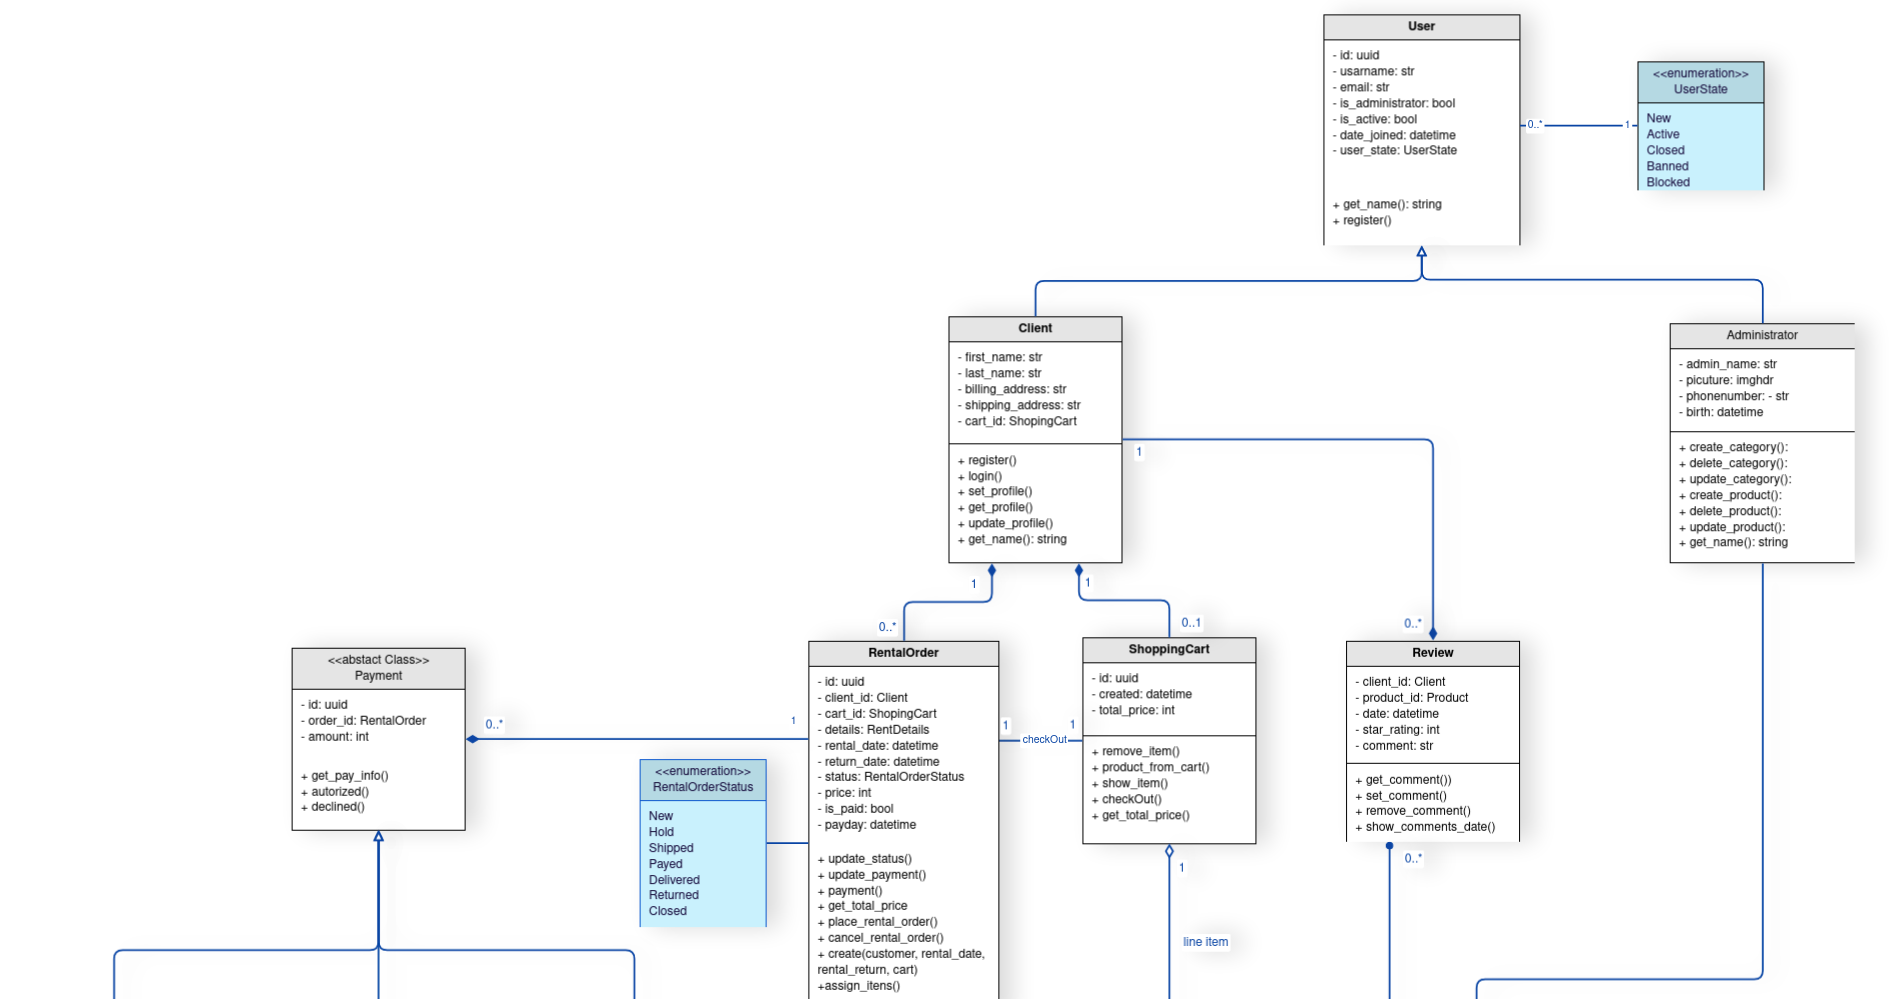 User
- id: uuid
- usarname: str
- email: str
- is_administrator: bool
- is_active: bool
- date_joined: datetime
- user_state: UserState
+ get_name(): string
+ register()
0..*
1
<<enumeration>>
UserState
New
Active
Closed
Banned
Blocked
Client
- first_name: str
- last_name: str
- billing_address: str
- shipping_address: str
- cart_id: ShopingCart
+ register()
+ login()
+ set_profile()
+ get_profile()
+ update_profile()
+ get_name(): string
1
Administrator
- admin_name: str
- picuture: imghdr
- phonenumber: - str
- birth: datetime
+ create_category():
+ delete_category():
+ update_category():
+ create_product():
+ delete_product():
+ update_product():
+ get_name(): string
1
1
0..*
0..1
0..*
<<abstact Class>>
Payment
- id: uuid
- order_id: RentalOrder
- amount: int
+ get_pay_info()
+ autorized()
+ declined()
0..*
1
<<enumeration>>
RentalOrderStatus
New
Hold
Shipped
Payed
Delivered
Returned
Closed
RentalOrder
- id: uuid
- client_id: Client
- cart_id: ShopingCart
- details: RentDetails
- rental_date: datetime
- return_date: datetime
- status: RentalOrderStatus
- price: int
- is_paid: bool
- payday: datetime
+ update_status()
+ update_payment()
+ payment()
+ get_total_price
+ place_rental_order()
+ cancel_rental_order()
+ create(customer, rental_date,
rental_return, cart)
+assign_itens()
1
1
checkOut
ShoppingCart
- id: uuid
- created: datetime
- total_price: int
+ remove_item()
+ product_from_cart()
+ show_item()
+ checkOut()
+ get_total_price()
1
line item
Review
- client_id: Client
- product_id: Product
- date: datetime
- star_rating: int
- comment: str
+ get_comment())
+ set_comment()
+ remove_comment()
+ show_comments_date()
0..*